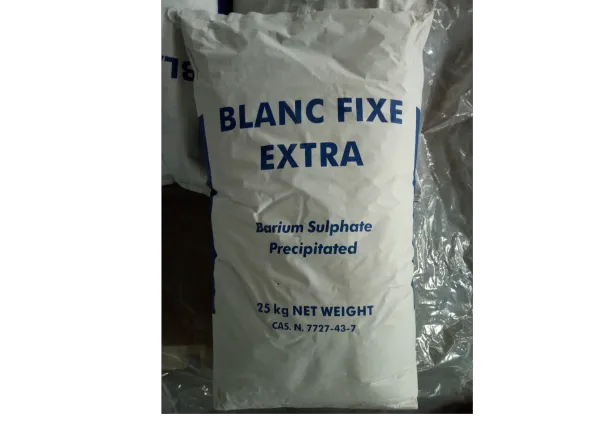 BLANC FIXE
EXTRA
Barium Sulphate
Precipitated
25 kg NET WEIGHT
CAS. N. 7727-43-7